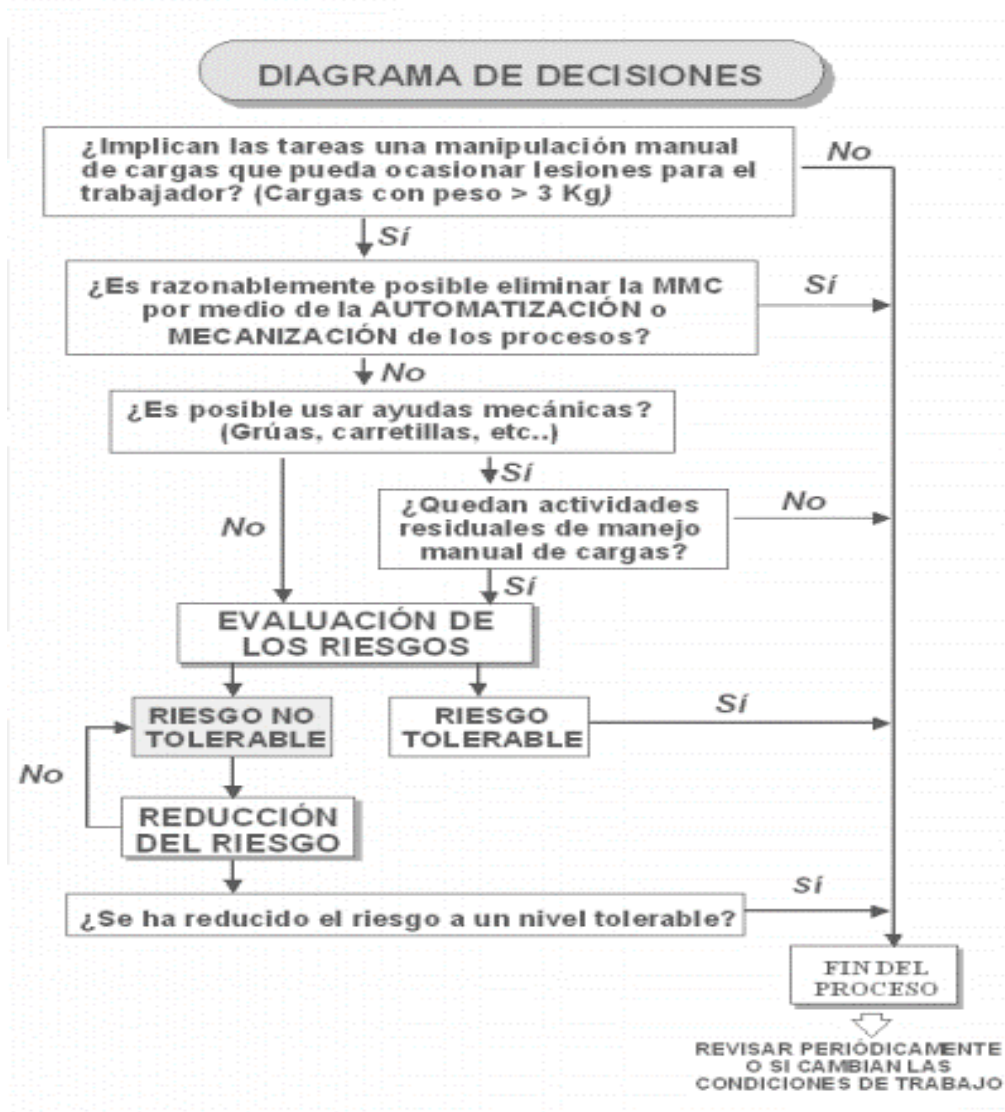 DIAGRAMA DE DECISIONES
¿Implican las tareas una manipulación manual
de cargas que pueda ocasionar lesiones para el
trabajador? (Cargas con peso > 3 Kg)
No
Sí
¿Es razonablemente posible eliminar la MMC
por medio de la AUTOMATIZACIÓN o
MECANIZACIÓN de los procesos?
Sí
No
¿Es posible usar ayudas mecánicas?
(Grúas, carretillas, etc..)
Sí
No
¿Quedan actividades
residuales de manejo
manual de cargas?
No
Sí
EVALUACIÓN DE
LOS RIESGOS
RIESGO NO
TOLERABLE
RIESGO
TOLERABLE
Sí
No
REDUCCIÓN
DEL RIESGO
¿Se ha reducido el riesgo a un nivel tolerable?
Sí
FIN DEL
PROCESO
REVISAR PERIÓDICAMENTE
O SI CAMBIAN LAS
CONDICIONES DE TRABAJO